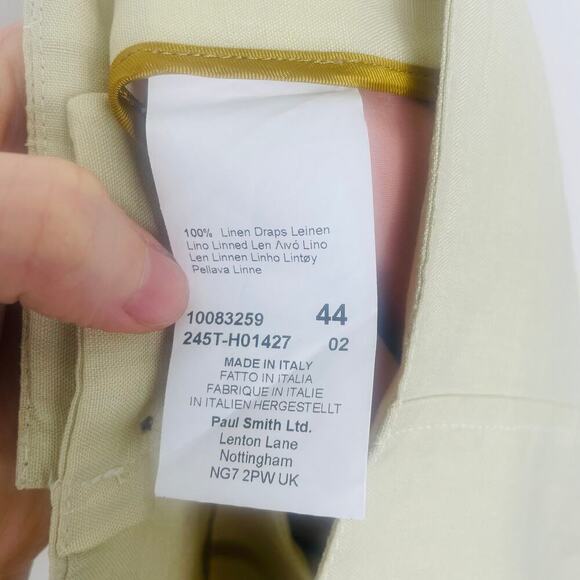 100% Linen Draps Leinen
Lino Linned Len Λινό Lino
Len Linnen Linho Lintøy
Pellava Linne
10083259 44
245T-H01427 02
MADE IN ITALY
FATTO IN ITALIA
FABRIQUE IN ITALIE
IN ITALIEN HERGESTELLT
Paul Smith Ltd.
Lenton Lane
Nottingham
NG7 2PW UK